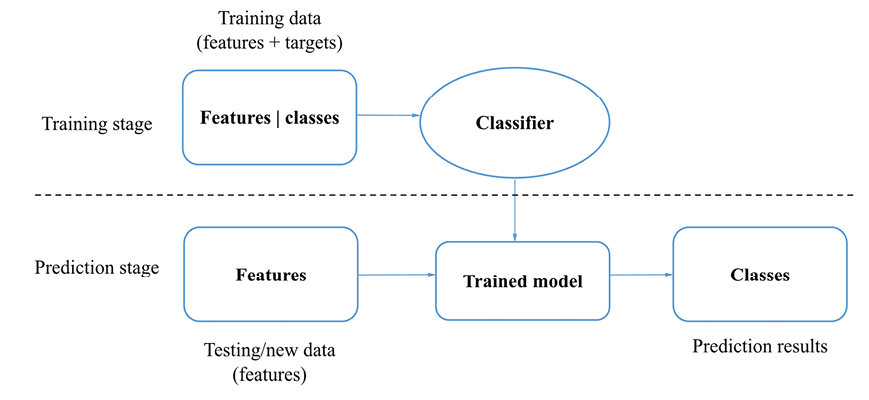 Training data
(features + targets)
Training stage
Features | classes
Classifier
Prediction stage
Features
Trained model
Classes
Testing/new data
(features)
Prediction results